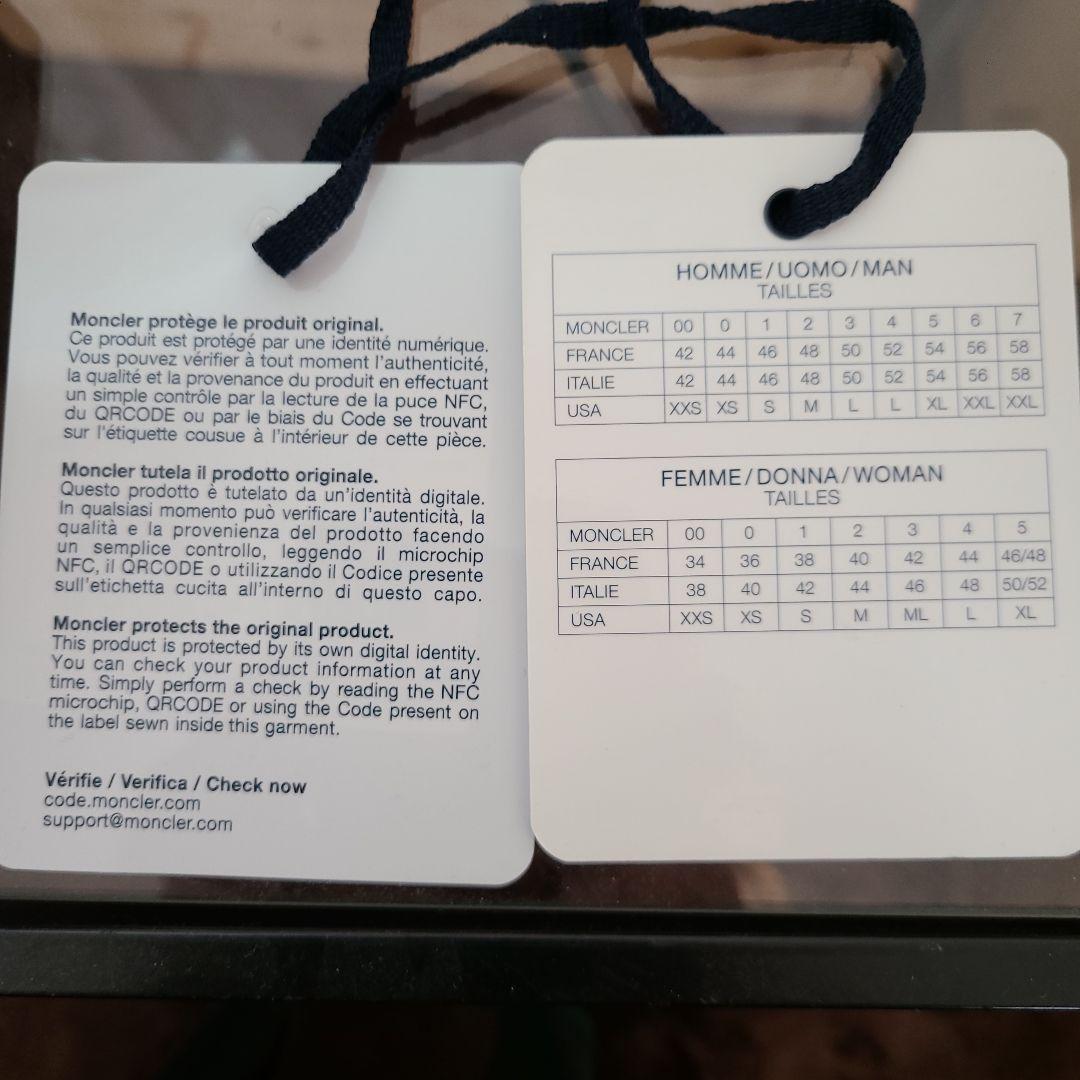 Moncler protège le produit original.
Ce produit est protégé par une identité numérique.
Vous pouvez vérifier à tout moment l'authenticité,
la qualité et la provenance du produit en effectuant
un simple contrôle par la lecture de la puce NFC,
du QRCODE ou par le biais du Code se trouvant
sur l'étiquette cousue à l'intérieur de cette pièce.
Moncler tutela il prodotto originale.
Questo prodotto è tutelato da un'identità digitale.
In qualsiasi momento può verificare l'autenticità, la
qualità e la provenienza del prodotto facendo
un semplice controllo, leggendo il microchip
NFC, il QRCODE o utilizzando il Codice presente
sull'etichetta cucita all'interno di questo capo.
Moncler protects the original product.
This product is protected by its own digital identity.
You can check your product information at any
time. Simply perform a check by reading the NFC
microchip, QRCODE or using the Code present on
the label sewn inside this garment.
Vérifie / Verifica / Check now
code.moncler.com
support@moncler.com
HOMME/UOMO/MAN
TAILLES
MONCLER 00 0 1 2 3 4 5 6 7
FRANCE 42 44 46 48 50 52 54 56 58
ITALIE 42 44 46 48 50 52 54 56 58
USA XXS XS S M L L XL XXL XXL
FEMME/DONNA/WOMAN
TAILLES
MONCLER 00 0 1 2 3 4 5
FRANCE 34 36 38 40 42 44 46/48
ITALIE 38 40 42 44 46 48 50/52
USA XXS XS S M ML L XL